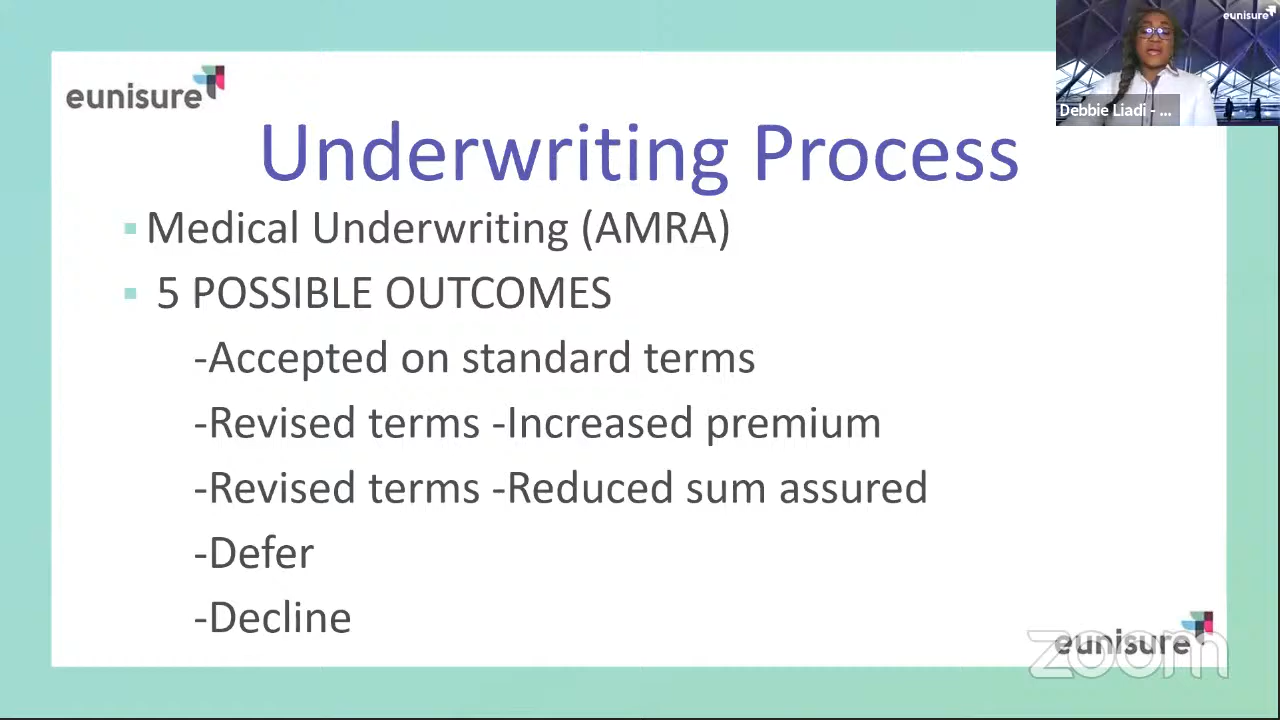 eunisure
eunisure
Debbie Liadi - ...
Underwriting Process
▪ Medical Underwriting (AMRA)
▪ 5 POSSIBLE OUTCOMES
-Accepted on standard terms
-Revised terms -Increased premium
-Revised terms -Reduced sum assured
-Defer
-Decline
eunisure
zoom